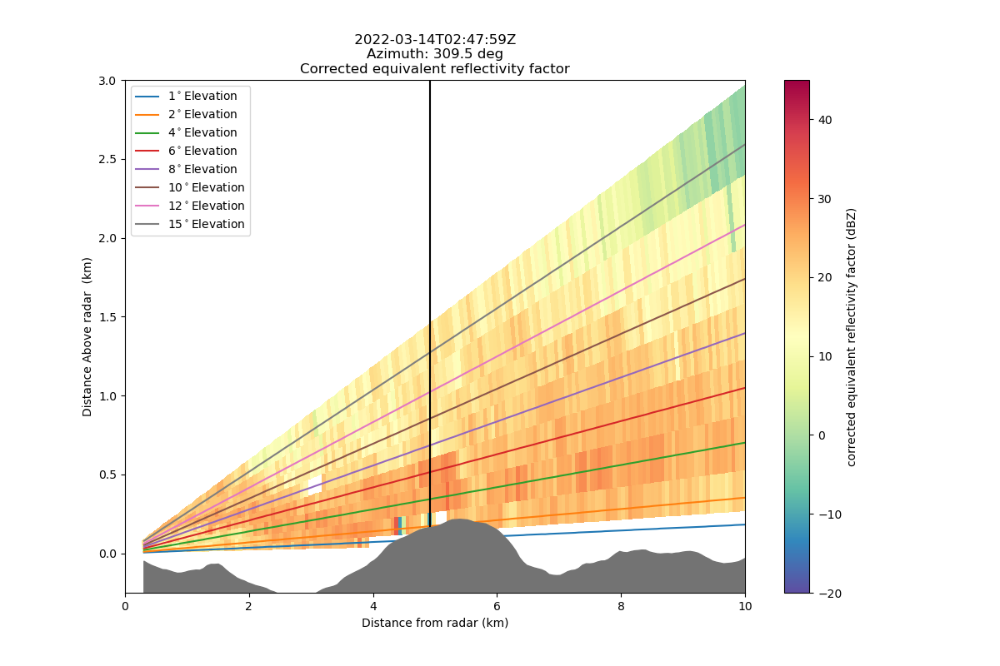 2022-03-14T02:47:59Z
Azimuth: 309.5 deg
Corrected equivalent reflectivity factor
3.0
2.5
2.0
1.5
1.0
0.5
0.0
Distance Above radar  (km)
1°Elevation
2°Elevation
4°Elevation
6°Elevation
8°Elevation
10°Elevation
12°Elevation
15°Elevation
0 2 4 6 8 10
Distance from radar (km)
40
30
20
10
0
−10
−20
corrected equivalent reflectivity factor (dBZ)